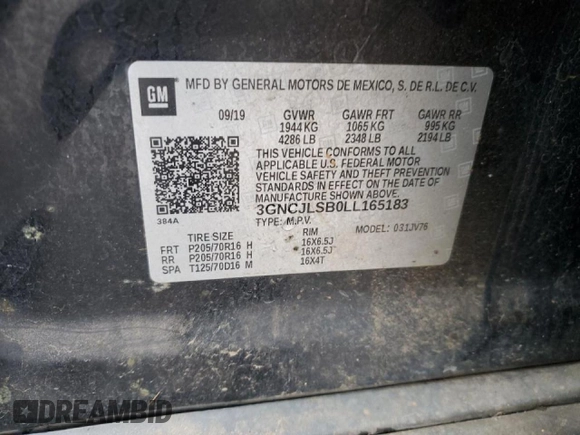 GM
MFD BY GENERAL MOTORS DE MEXICO, S. DE R.L. DE C.V.
09/19 GVWR GAWR FRT GAWR RR
1944 KG 1065 KG 995 KG
4286 LB 2348 LB 2194 LB
THIS VEHICLE CONFORMS TO ALL
APPLICABLE U.S. FEDERAL MOTOR
VEHICLE SAFETY AND THEFT PREVENTION
STANDARDS IN EFFECT ON THE DATE OF
MANUFACTURE SHOWN ABOVE.
3GNCJLSB0LL165183
384A
TYPE: M.P.V. MODEL: 031JV76
TIRE SIZE RIM
FRT P205/70R16 H 16X6.5J
RR P205/70R16 H 16X6.5J
SPA T125/70D16 M 16X4T
DREAMBID